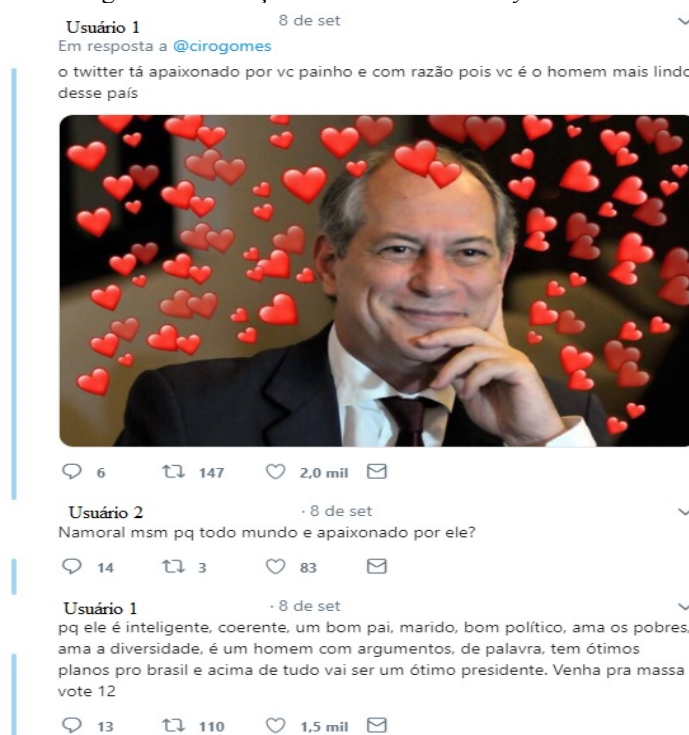 Usuário 1 8 de set
Em resposta a @cirogomes
o twitter tá apaixonado por vc painho e com razão pois vc é o homem mais lindo
desse país
6 147 2,0 mil
Usuário 2 · 8 de set
Namoral msm pq todo mundo e apaixonado por ele?
14 3 83
Usuário 1 · 8 de set
pq ele é inteligente, coerente, um bom pai, marido, bom político, ama os pobres,
ama a diversidade, é um homem com argumentos, de palavra, tem ótimos
planos pro brasil e acima de tudo vai ser um ótimo presidente. Venha pra massa
vote 12
13 110 1,5 mil